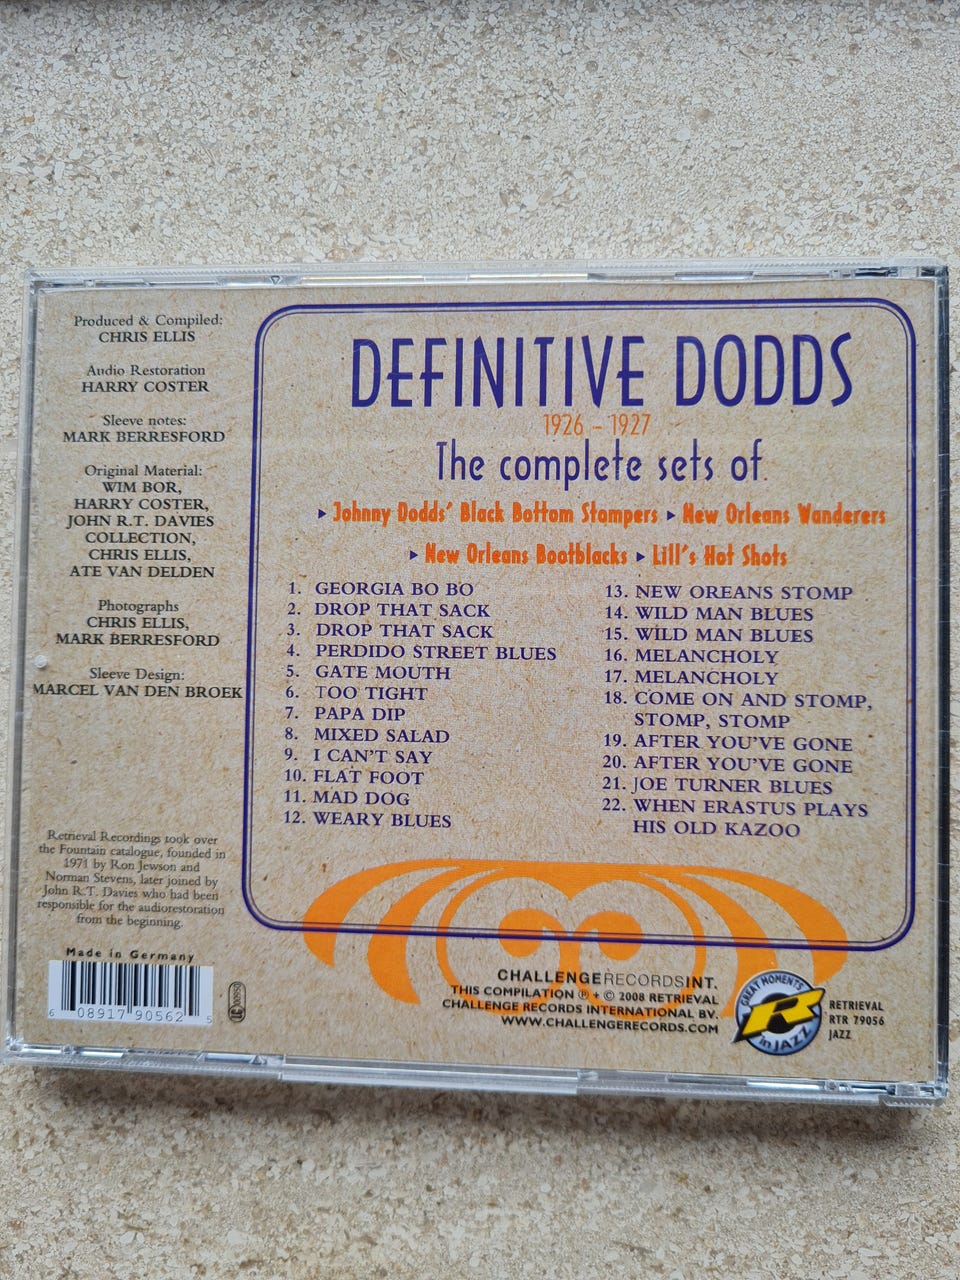 Produced & Compiled:
CHRIS ELLIS
Audio Restoration
HARRY COSTER
Sleeve notes:
MARK BERRESFORD
Original Material:
WIM BOR,
HARRY COSTER,
JOHN R.T. DAVIES
COLLECTION,
CHRIS ELLIS,
ATE VAN DELDEN
Photographs
CHRIS ELLIS,
MARK BERRESFORD
Sleeve Design:
MARCEL VAN DEN BROEK
Retrieval Recordings took over
the Fountain catalogue, founded in
1971 by Ron Jewson and
Norman Stevens, later joined by
John R.T. Davies who had been
responsible for the audiorestoration
from the beginning.
Made in Germany
6 08917 90562 5
DEFINITIVE DODDS
1926 - 1927
The complete sets of
▸ Johnny Dodds' Black Bottom Stompers ▸ New Orleans Wanderers
▸ New Orleans Bootblacks ▸ Lill's Hot Shots
1. GEORGIA BO BO
2. DROP THAT SACK
3. DROP THAT SACK
4. PERDIDO STREET BLUES
5. GATE MOUTH
6. TOO TIGHT
7. PAPA DIP
8. MIXED SALAD
9. I CAN'T SAY
10. FLAT FOOT
11. MAD DOG
12. WEARY BLUES
13. NEW OREANS STOMP
14. WILD MAN BLUES
15. WILD MAN BLUES
16. MELANCHOLY
17. MELANCHOLY
18. COME ON AND STOMP,
STOMP, STOMP
19. AFTER YOU'VE GONE
20. AFTER YOU'VE GONE
21. JOE TURNER BLUES
22. WHEN ERASTUS PLAYS
HIS OLD KAZOO
CHALLENGERECORDSINT.
THIS COMPILATION ℗ + © 2008 RETRIEVAL
CHALLENGE RECORDS INTERNATIONAL BV.
WWW.CHALLENGERECORDS.COM
GREAT MOMENTS
R
in JAZZ
RETRIEVAL
RTR 79056
JAZZ